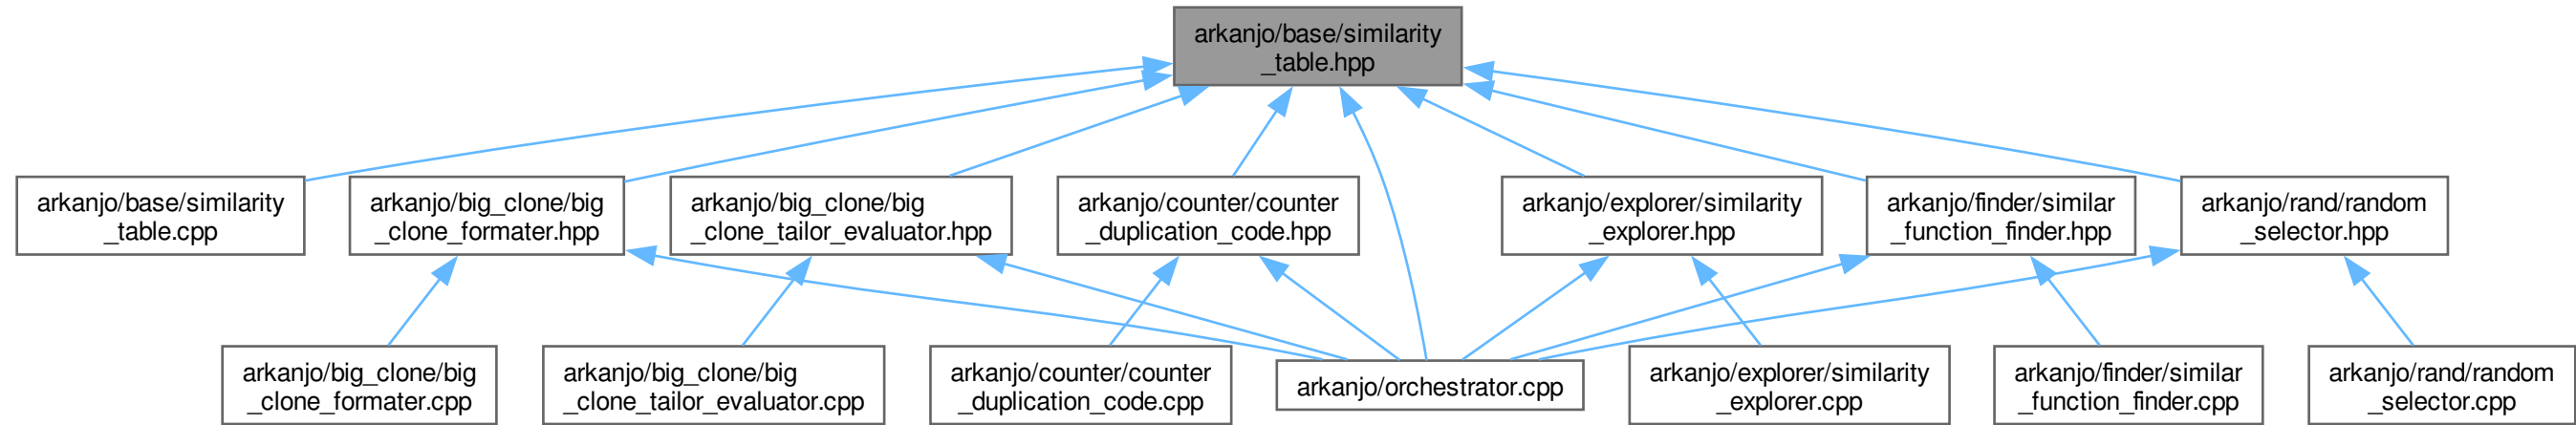 arkanjo/base/similarity
_table.hpp
arkanjo/base/similarity
_table.cpp
arkanjo/big_clone/big
_clone_formater.hpp
arkanjo/big_clone/big
_clone_tailor_evaluator.hpp
arkanjo/counter/counter
_duplication_code.hpp
arkanjo/explorer/similarity
_explorer.hpp
arkanjo/finder/similar
_function_finder.hpp
arkanjo/rand/random
_selector.hpp
arkanjo/big_clone/big
_clone_formater.cpp
arkanjo/big_clone/big
_clone_tailor_evaluator.cpp
arkanjo/counter/counter
_duplication_code.cpp
arkanjo/orchestrator.cpp
arkanjo/explorer/similarity
_explorer.cpp
arkanjo/finder/similar
_function_finder.cpp
arkanjo/rand/random
_selector.cpp